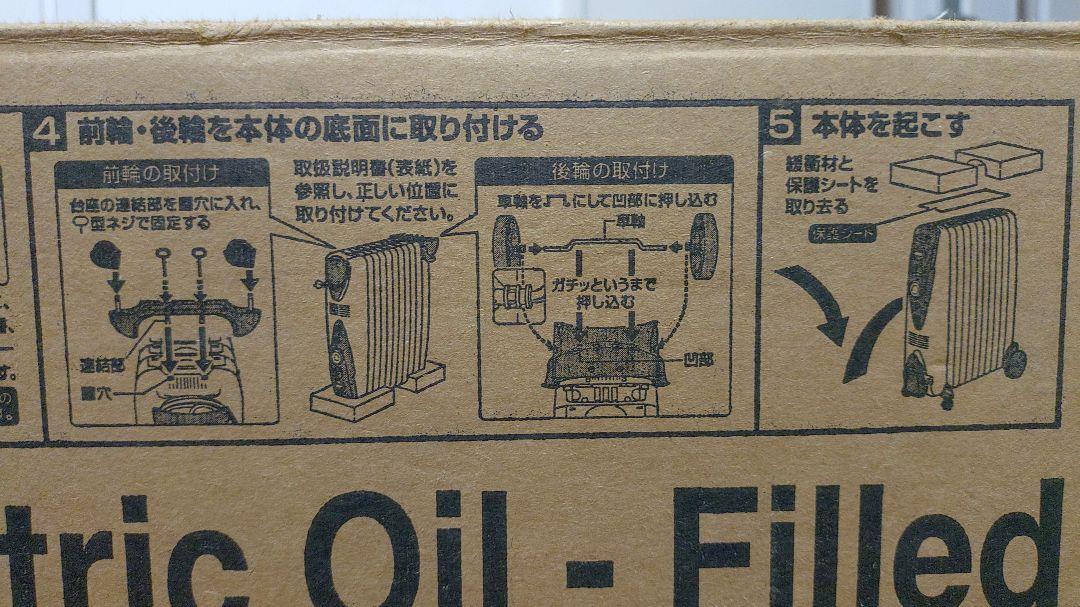 4 前輪・後輪を本体の底面に取り付ける
前輪の取付け
台座の連結部を置穴に入れ、
型ネジで固定する
連結部
置穴
取扱説明書(表紙)を
参照し、正しい位置に
取り付けてください。
後輪の取付け
車輪を にして凹部に押し込む
車軸
ガチッというまで
押し込む
凹部
5 本体を起こす
緩衝材と
保護シートを
取り去る
保護シート
す。
tric Oil - Filled